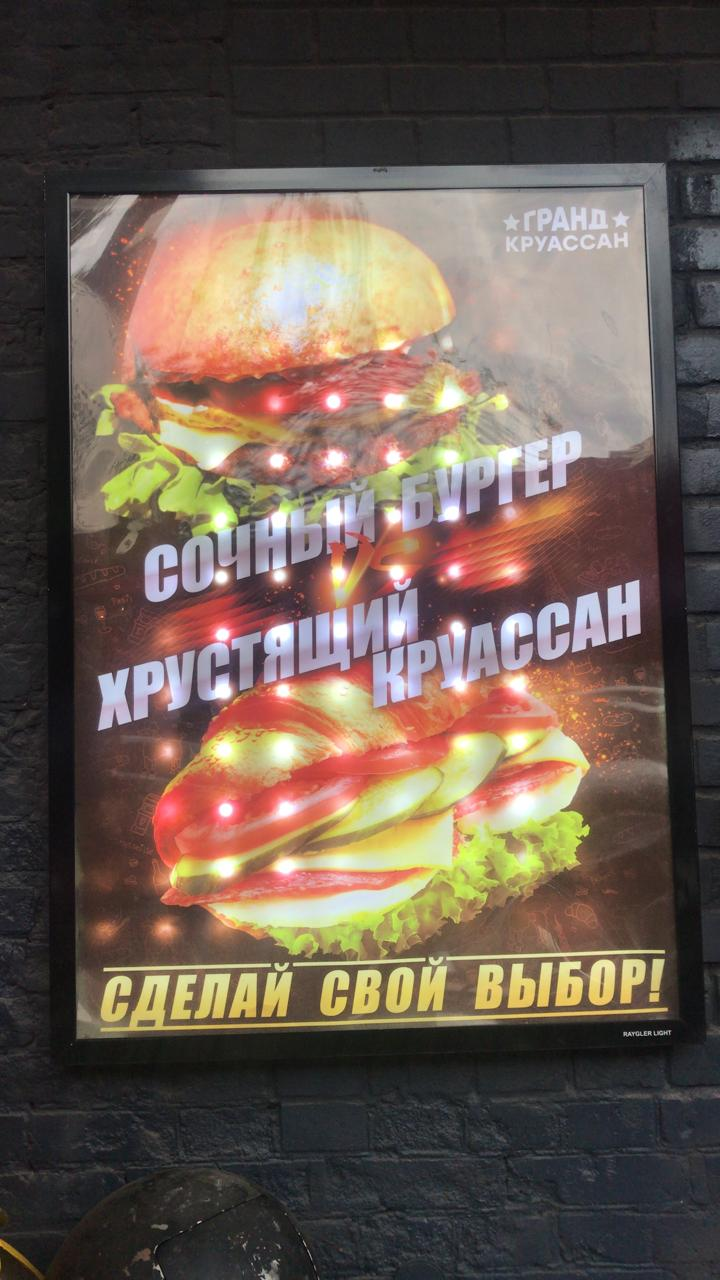 ГРАНД
КРУАССАН
СОЧНЫЙ БУРГЕР
VS
ХРУСТЯЩИЙ
КРУАССАН
СДЕЛАЙ СВОЙ ВЫБОР!
RAYGLER LIGHT